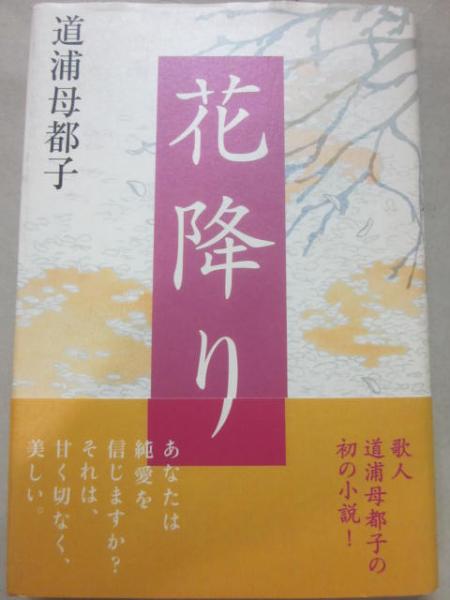 道浦母都子
花降り
歌人
道浦母都子の
初の小説！
あなたは
純愛を
信じますか？
それは、
甘く切なく、
美しい。